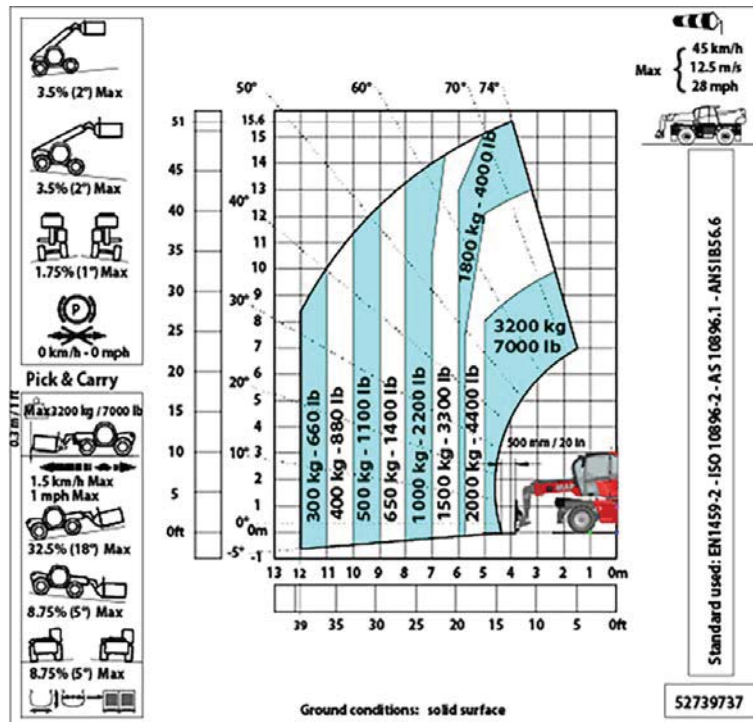 3.5% (2°) Max
3.5% (2°) Max
1.75% (1°) Max
P
0 km/h - 0 mph
Pick & Carry
0.3 m / 1 ft
Max 3200 kg / 7000 lb
1.5 km/h Max
1 mph Max
32.5% (18°) Max
8.75% (5°) Max
8.75% (5°) Max
Max
45 km/h
12.5 m/s
28 mph
50°
60°
70°
74°
40°
30°
20°
10°
0°
-5°
51
45
40
35
30
25
20
15
10
5
0ft
15.6
15
14
13
12
11
10
9
8
7
6
5
4
3
2
1
0m
-1
300 kg - 660 lb
400 kg - 880 lb
500 kg - 1100 lb
650 kg - 1400 lb
1000 kg - 2200 lb
1500 kg - 3300 lb
2000 kg - 4400 lb
1800 kg - 4000 lb
3200 kg
7000 lb
500 mm / 20 in
13 12 11 10 9 8 7 6 5 4 3 2 1 0m
39 35 30 25 20 15 10 5 0ft
Ground conditions: solid surface
Standard used: EN1459-2 - ISO 10896-2 - AS 10896.1 - ANSI B56.6
52739737